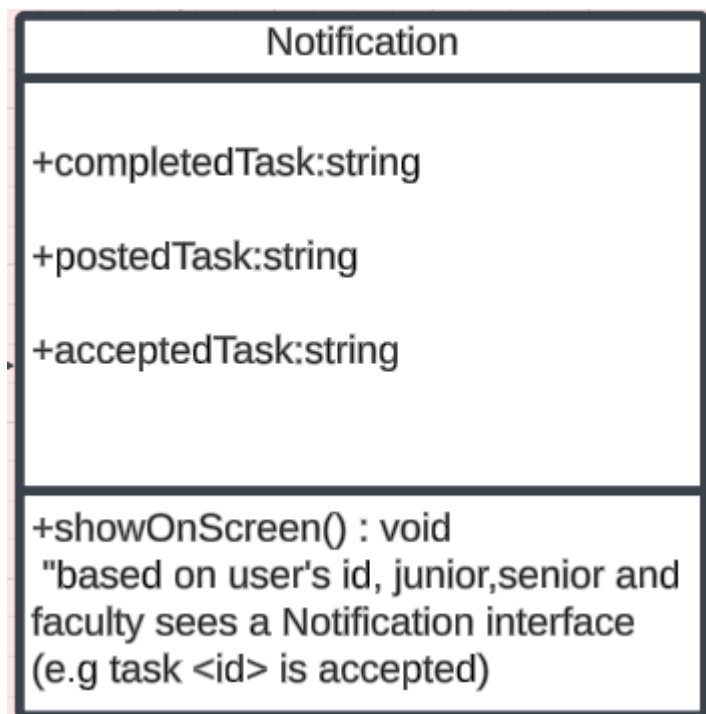 Notification
+completedTask:string
+postedTask:string
+acceptedTask:string
+showOnScreen() : void
"based on user's id, junior,senior and
faculty sees a Notification interface
(e.g task <id> is accepted)